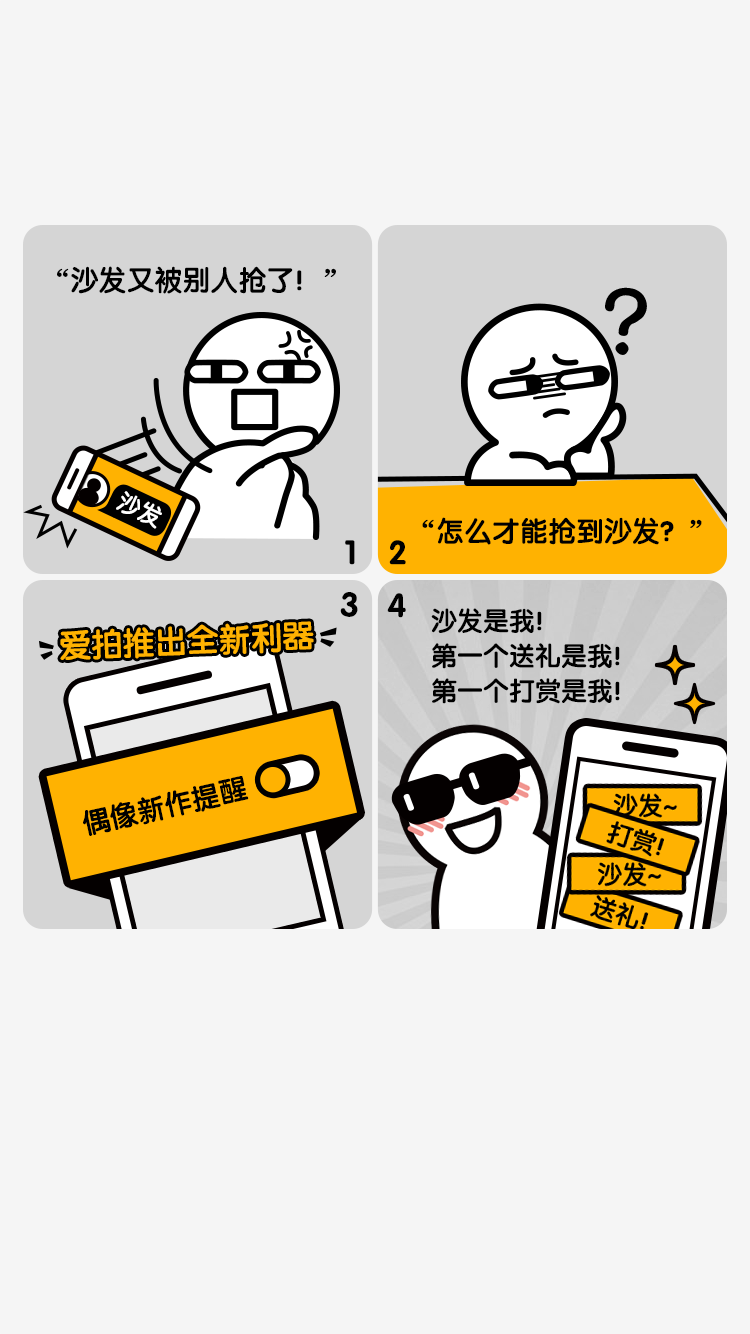 “沙发又被别人抢了！”
沙发
1
“怎么才能抢到沙发？”
2
3
爱拍推出全新利器
偶像新作提醒
4
沙发是我!
第一个送礼是我!
第一个打赏是我!
沙发~
打赏!
沙发~
送礼!